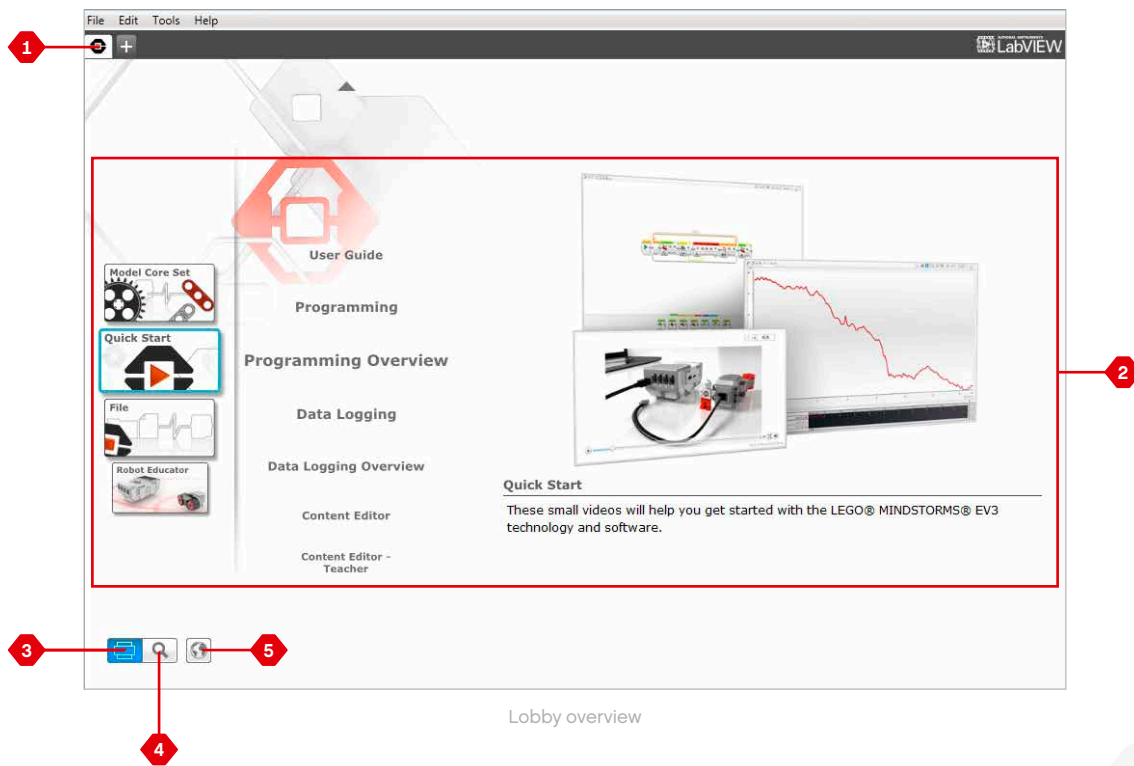 File Edit Tools Help
1
+
NATIONAL INSTRUMENTS
LabVIEW
User Guide
Model Core Set
Programming
Quick Start
Programming Overview
2
File
Data Logging
Robot Educator
Data Logging Overview
Quick Start
Content Editor
These small videos will help you get started with the LEGO® MINDSTORMS® EV3
technology and software.
Content Editor -
Teacher
3
5
Lobby overview
4